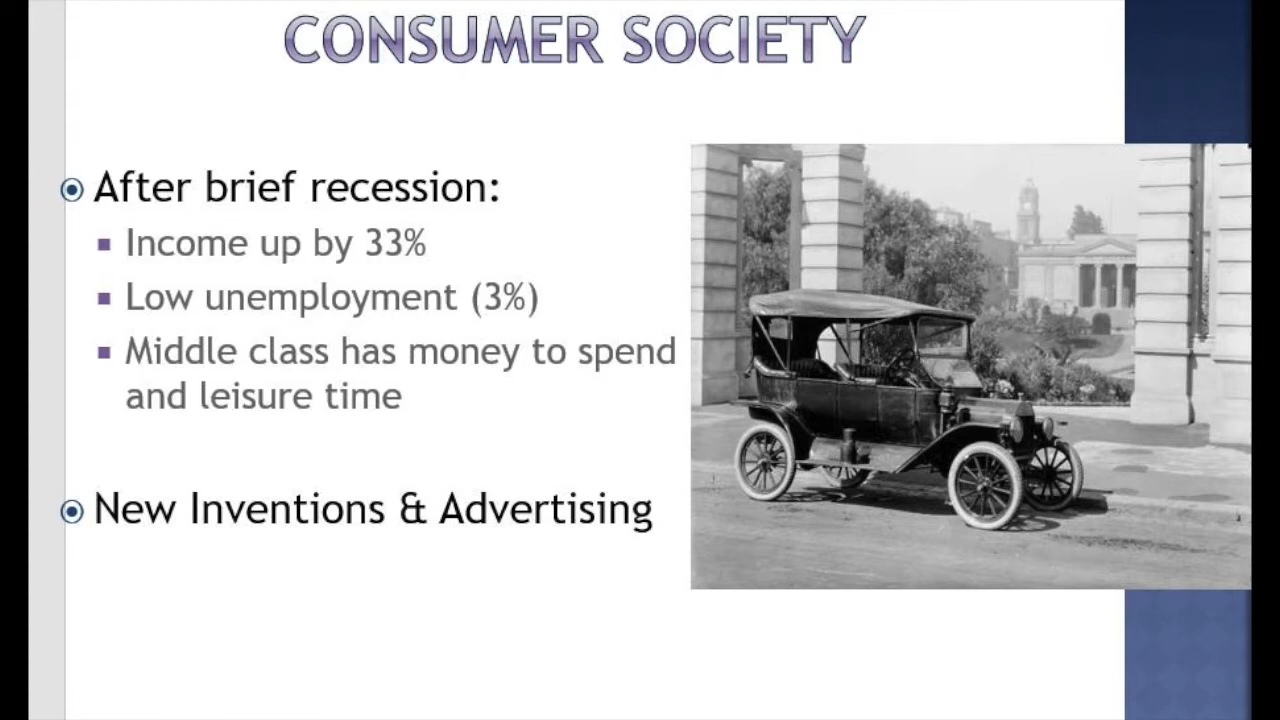 CONSUMER SOCIETY
After brief recession:
Income up by 33%
Low unemployment (3%)
Middle class has money to spend
and leisure time
New Inventions & Advertising